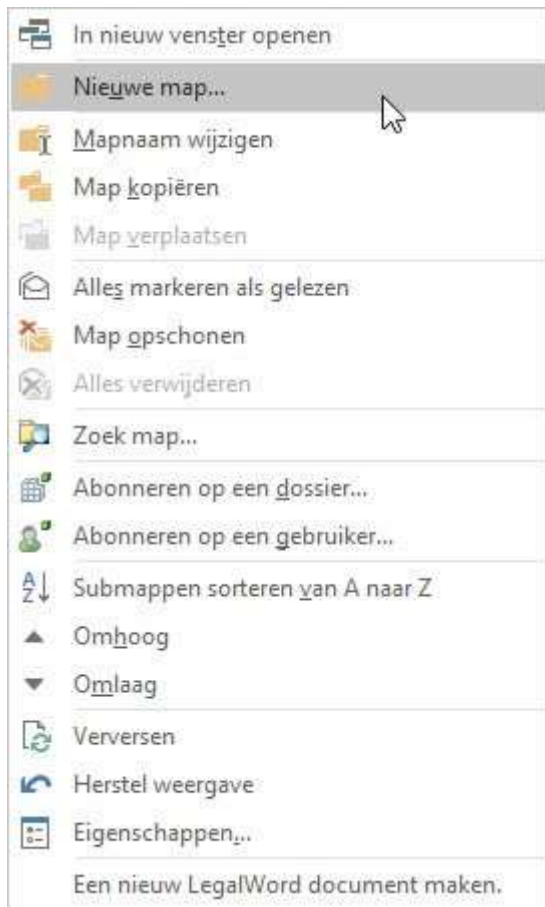 In nieuw venster openen
Nieuwe map...
Mapnaam wijzigen
Map kopiëren
Map verplaatsen
Alles markeren als gelezen
Map opschonen
Alles verwijderen
Zoek map...
Abonneren op een dossier...
Abonneren op een gebruiker...
Submappen sorteren van A naar Z
Omhoog
Omlaag
Verversen
Herstel weergave
Eigenschappen...
Een nieuw LegalWord document maken.